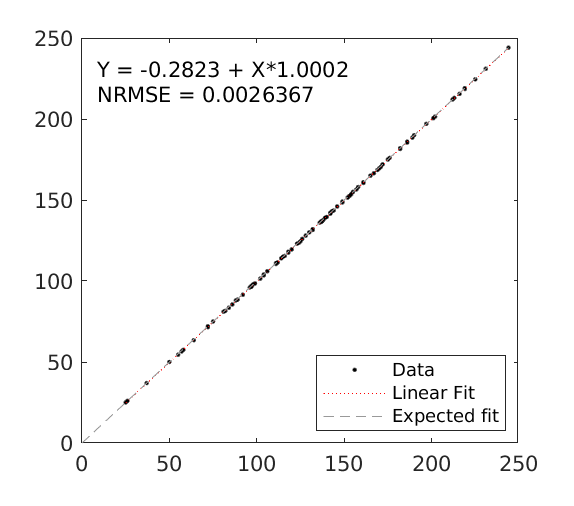 250
Y = -0.2823 + X*1.0002
NRMSE = 0.0026367
200
150
100
50
Data
Linear Fit
Expected fit
0
0 50 100 150 200 250